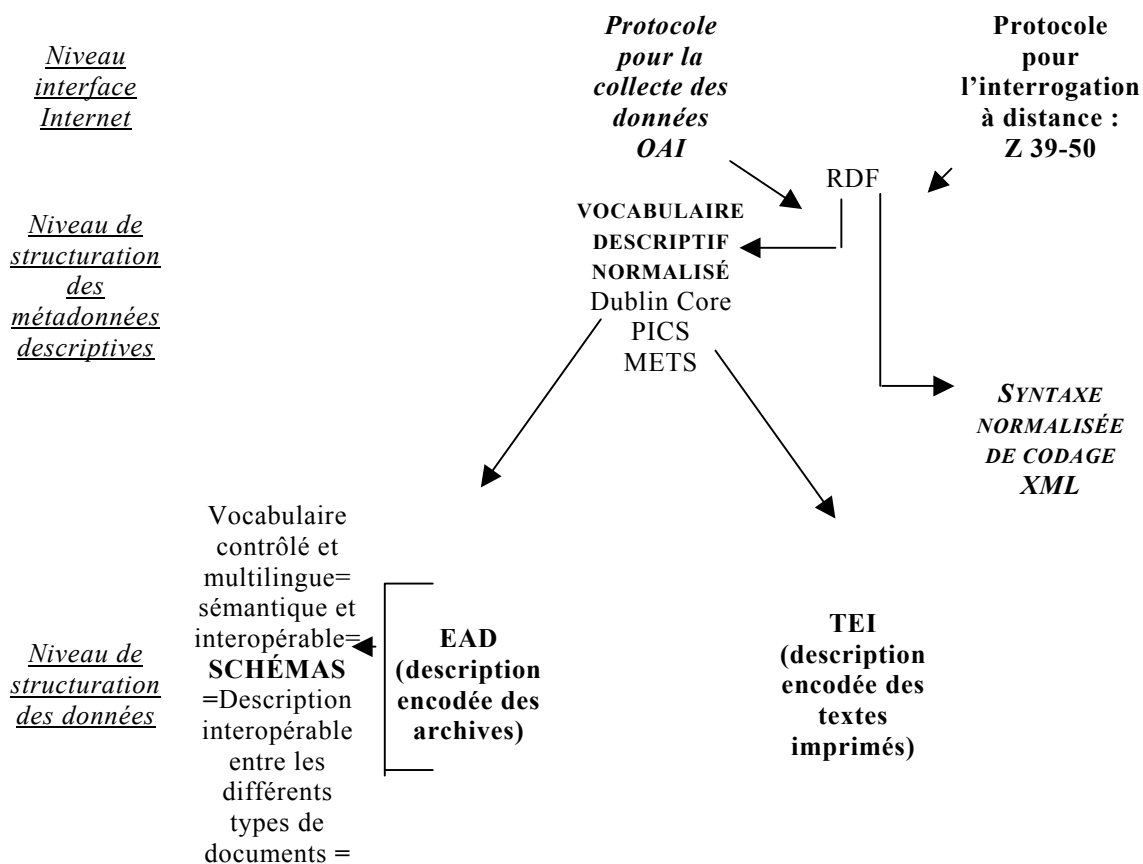 Niveau
interface
Internet
Protocole
pour la
collecte des
données
OAI
Protocole
pour
l’interrogation
à distance :
Z 39-50
RDF
Niveau de
structuration
des
métadonnées
descriptives
VOCABULAIRE
DESCRIPTIF
NORMALISÉ
Dublin Core
PICS
METS
SYNTAXE
NORMALISÉE
DE CODAGE
XML
Niveau de
structuration
des données
Vocabulaire
contrôlé et
multilingue=
sémantique et
interopérable=
SCHÉMAS
=Description
interopérable
entre les
différents
types de
documents =
EAD
(description
encodée des
archives)
TEI
(description
encodée des
textes
imprimés)